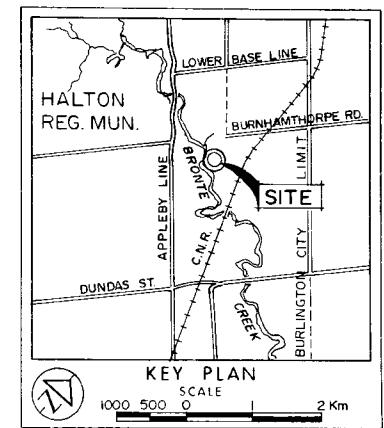 LOWER BASE LINE
HALTON
REG. MUN.
BURNHAMTHORPE RD.
APPLEBY LINE
BRONTE
SITE
C.N.R.
BURLINGTON CITY LIMIT
DUNDAS ST.
CREEK
KEY PLAN
SCALE
1000 500 0 1 2 Km